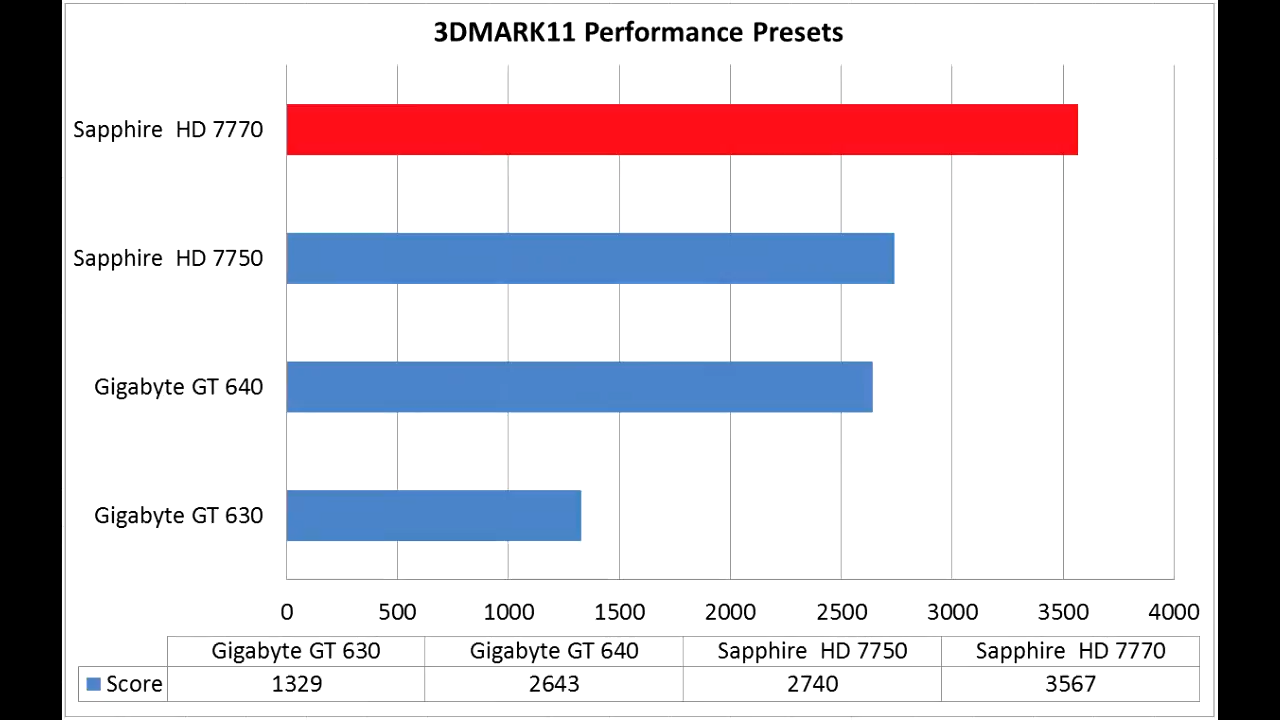 3DMARK11 Performance Presets
Sapphire HD 7770
Sapphire HD 7750
Gigabyte GT 640
Gigabyte GT 630
0 500 1000 1500 2000 2500 3000 3500 4000
Gigabyte GT 630 Gigabyte GT 640 Sapphire HD 7750 Sapphire HD 7770
Score 1329 2643 2740 3567